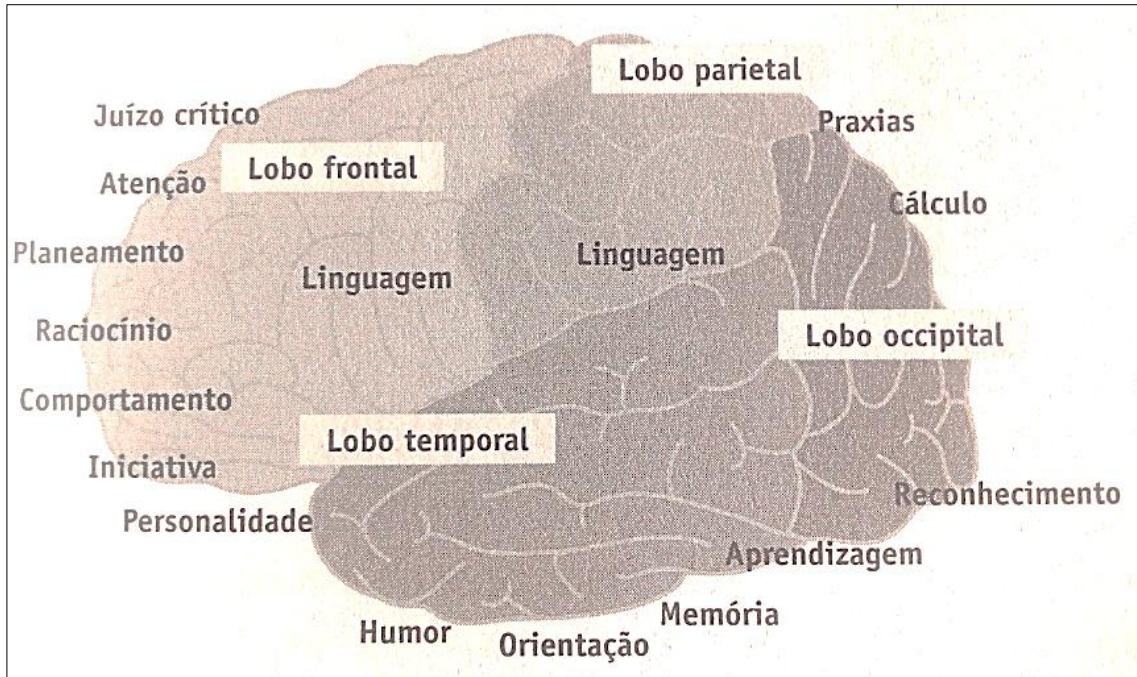 Lobo parietal
Juízo crítico
Praxias
Lobo frontal
Atenção
Cálculo
Planeamento
Linguagem
Linguagem
Raciocínio
Lobo occipital
Comportamento
Lobo temporal
Iniciativa
Reconhecimento
Personalidade
Aprendizagem
Memória
Humor
Orientação